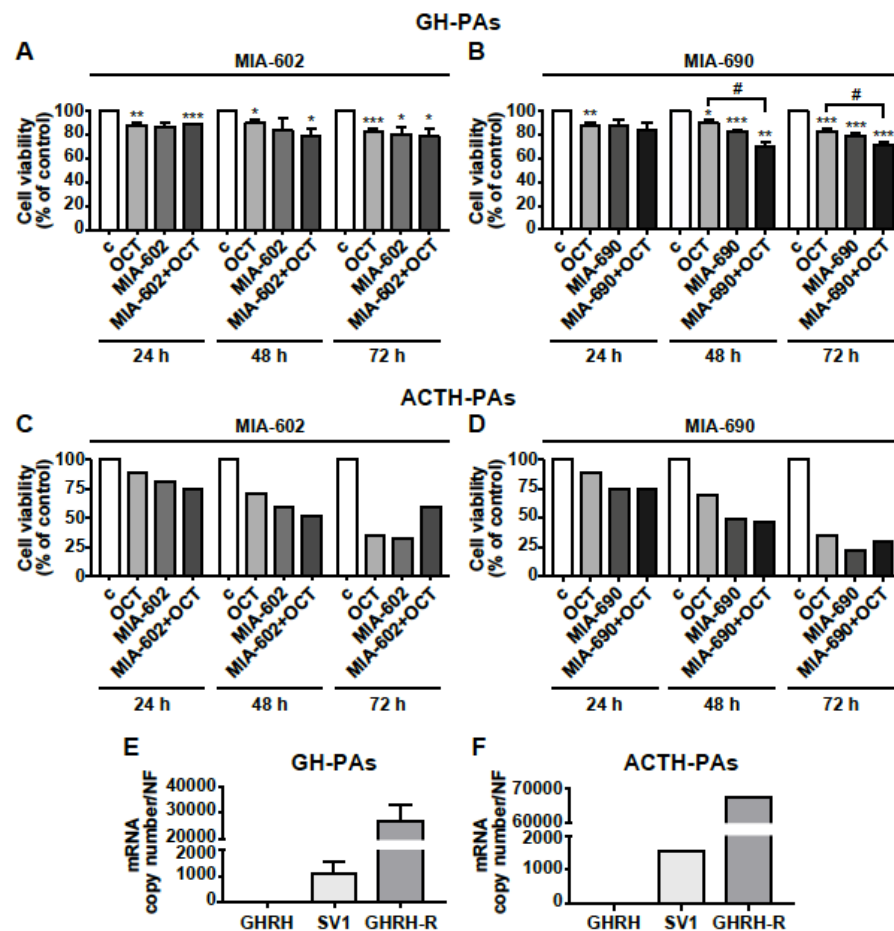 GH-PAs
A
MIA-602
Cell viability
(% of control)
100
80
60
40
20
0
** *** * * *** * *
c OCT MIA-602 MIA-602+OCT c OCT MIA-602 MIA-602+OCT c OCT MIA-602 MIA-602+OCT
24 h 48 h 72 h
B
MIA-690
Cell viability
(% of control)
100
80
60
40
20
0
# #
** * *** ** *** *** ***
c OCT MIA-690 MIA-690+OCT c OCT MIA-690 MIA-690+OCT c OCT MIA-690 MIA-690+OCT
24 h 48 h 72 h
ACTH-PAs
C
MIA-602
Cell viability
(% of control)
100
75
50
25
0
c OCT MIA-602 MIA-602+OCT c OCT MIA-602 MIA-602+OCT c OCT MIA-602 MIA-602+OCT
24 h 48 h 72 h
D
MIA-690
Cell viability
(% of control)
100
75
50
25
0
c OCT MIA-690 MIA-690+OCT c OCT MIA-690 MIA-690+OCT c OCT MIA-690 MIA-690+OCT
24 h 48 h 72 h
E
GH-PAs
mRNA
copy number/NF
40000
30000
20000
2000
1000
0
GHRH SV1 GHRH-R
F
ACTH-PAs
mRNA
copy number/NF
70000
60000
2000
1000
0
GHRH SV1 GHRH-R